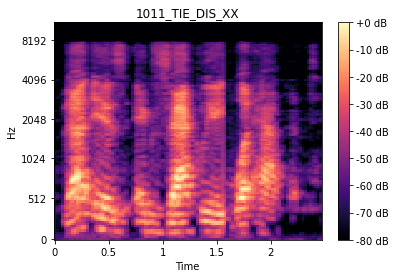 1011_TIE_DIS_XX
+0 dB
8192
-10 dB
4096
-20 dB
-30 dB
2048
Hz
-40 dB
1024
-50 dB
512
-60 dB
-70 dB
0
-80 dB
0 0.5 1 1.5 2
Time